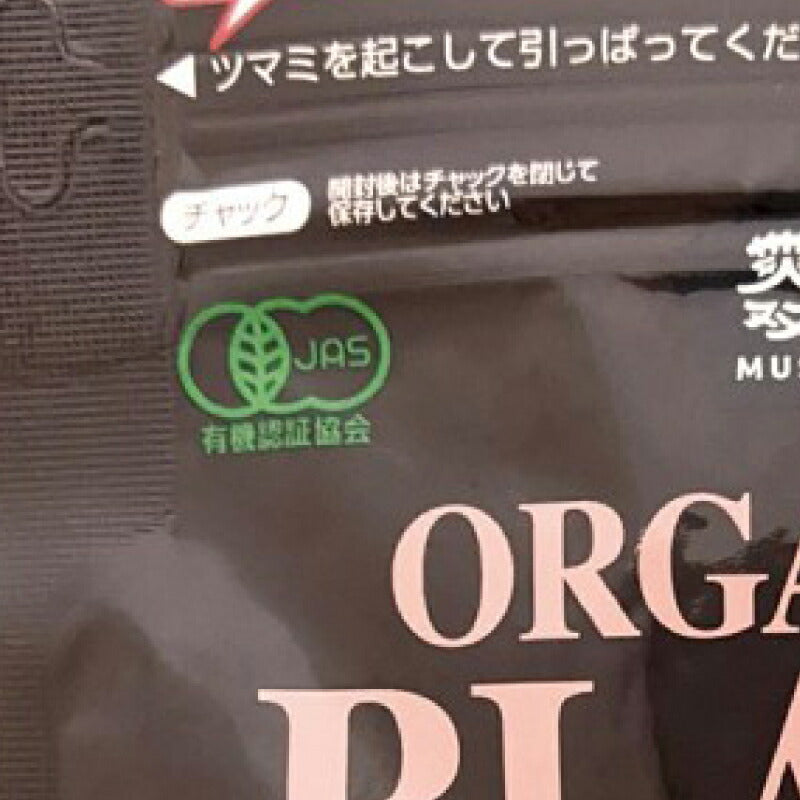 ◀ツマミを起こして引っぱってくだ
チャック
開封後はチャックを閉じて
保存してください
JAS
有機認証協会
MUS
ORGA
BLA